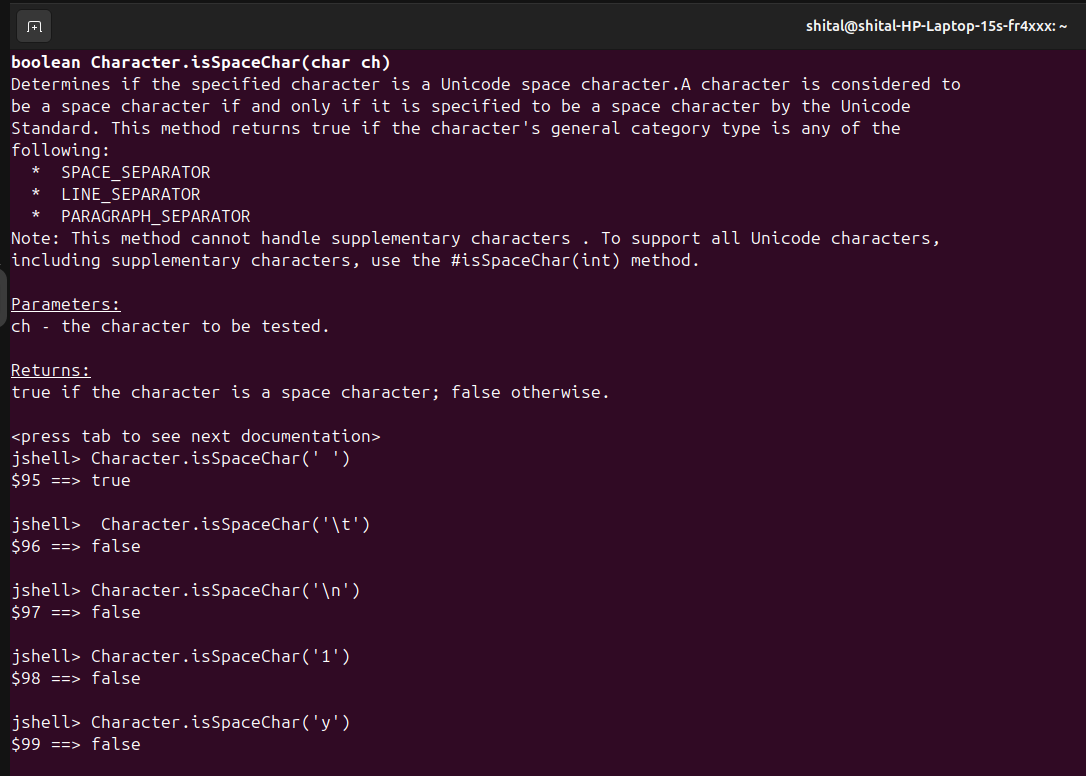 shital@shital-HP-Laptop-15s-fr4xxx: ~
boolean Character.isSpaceChar(char ch)
Determines if the specified character is a Unicode space character.A character is considered to
be a space character if and only if it is specified to be a space character by the Unicode
Standard. This method returns true if the character's general category type is any of the
following:
  *  SPACE_SEPARATOR
  *  LINE_SEPARATOR
  *  PARAGRAPH_SEPARATOR
Note: This method cannot handle supplementary characters . To support all Unicode characters,
including supplementary characters, use the #isSpaceChar(int) method.
Parameters:
ch - the character to be tested.
Returns:
true if the character is a space character; false otherwise.
<press tab to see next documentation>
jshell> Character.isSpaceChar(' ')
$95 ==> true
jshell>  Character.isSpaceChar('\t')
$96 ==> false
jshell> Character.isSpaceChar('\n')
$97 ==> false
jshell> Character.isSpaceChar('1')
$98 ==> false
jshell> Character.isSpaceChar('y')
$99 ==> false